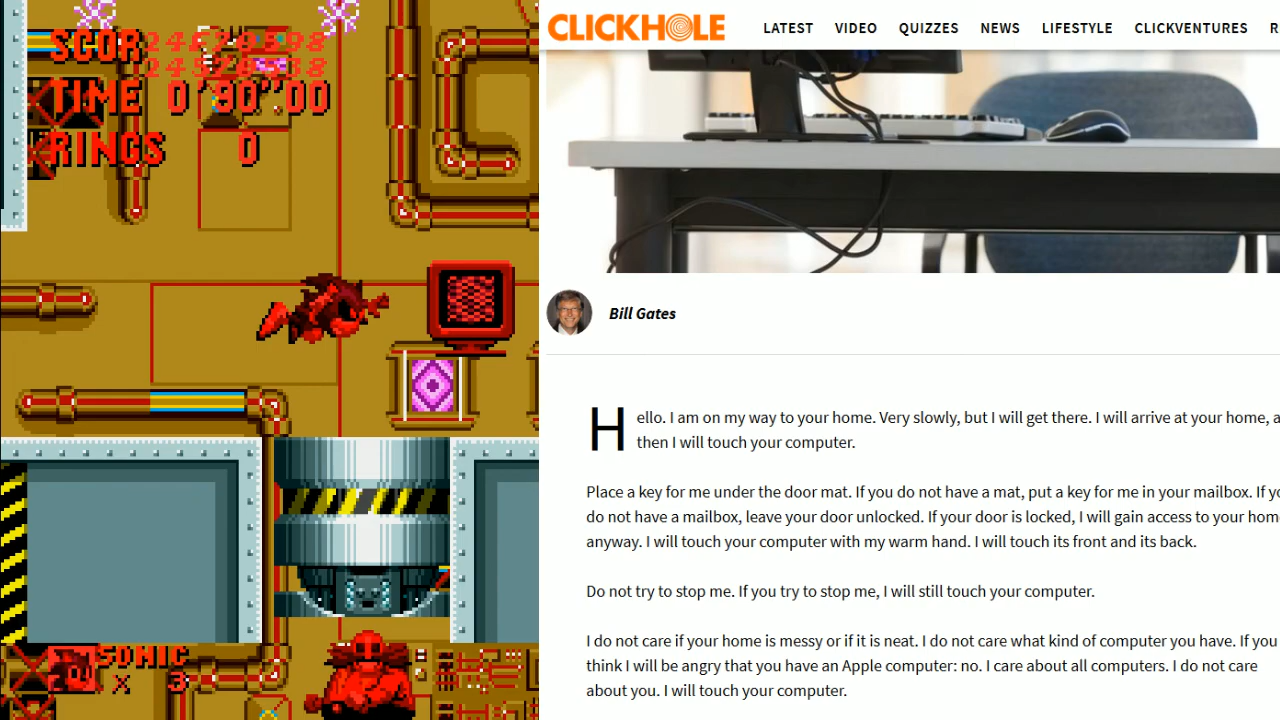 SCOR
TIME 0'90"00
RINGS 0
SONIC
x 3
CLICKHOLE
LATEST VIDEO QUIZZES NEWS LIFESTYLE CLICKVENTURES R
Bill Gates
Hello. I am on my way to your home. Very slowly, but I will get there. I will arrive at your home, a
then I will touch your computer.
Place a key for me under the door mat. If you do not have a mat, put a key for me in your mailbox. If yo
do not have a mailbox, leave your door unlocked. If your door is locked, I will gain access to your hom
anyway. I will touch your computer with my warm hand. I will touch its front and its back.
Do not try to stop me. If you try to stop me, I will still touch your computer.
I do not care if your home is messy or if it is neat. I do not care what kind of computer you have. If you
think I will be angry that you have an Apple computer: no. I care about all computers. I do not care
about you. I will touch your computer.